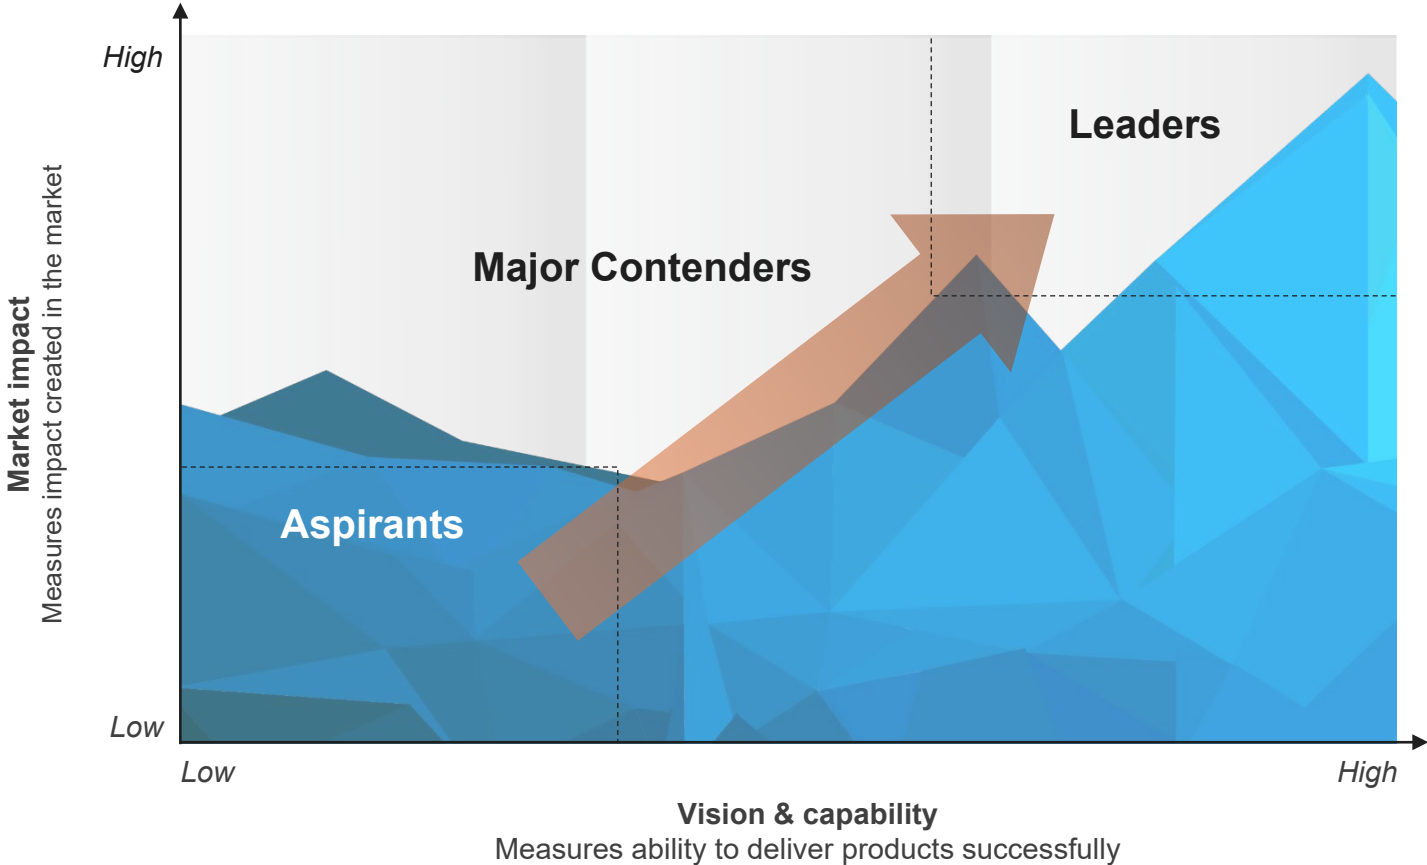 High
Leaders
Major Contenders
Market impact
Measures impact created in the market
Aspirants
Low
Low
High
Vision & capability
Measures ability to deliver products successfully